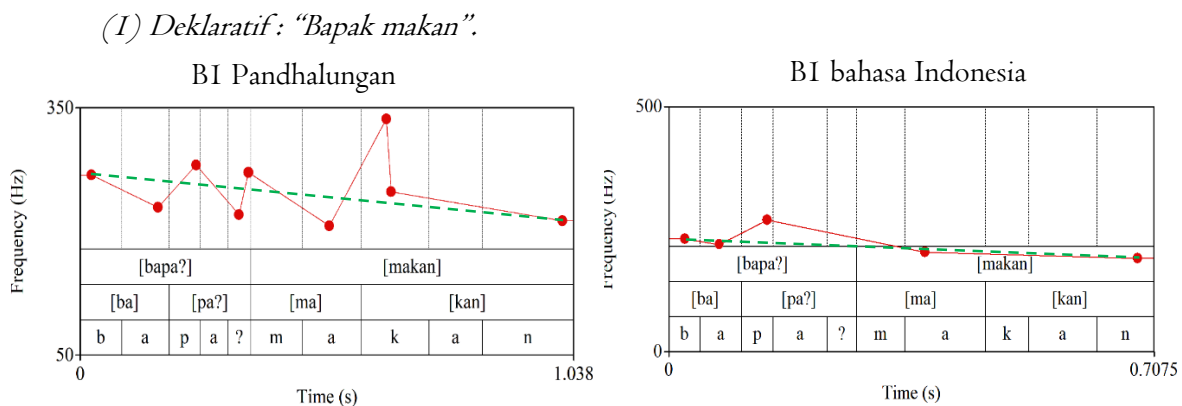 (1) Deklaratif : “Bapak makan”.
BI Pandhalungan
350
Frequency (Hz)
[bapa?] [makan]
[ba] [pa?] [ma] [kan]
b a p a ? m a k a n
50
0 1.038
Time (s)
BI bahasa Indonesia
500
Frequency (Hz)
[bapa?] [makan]
[ba] [pa?] [ma] [kan]
b a p a ? m a k a n
0
0 0.7075
Time (s)